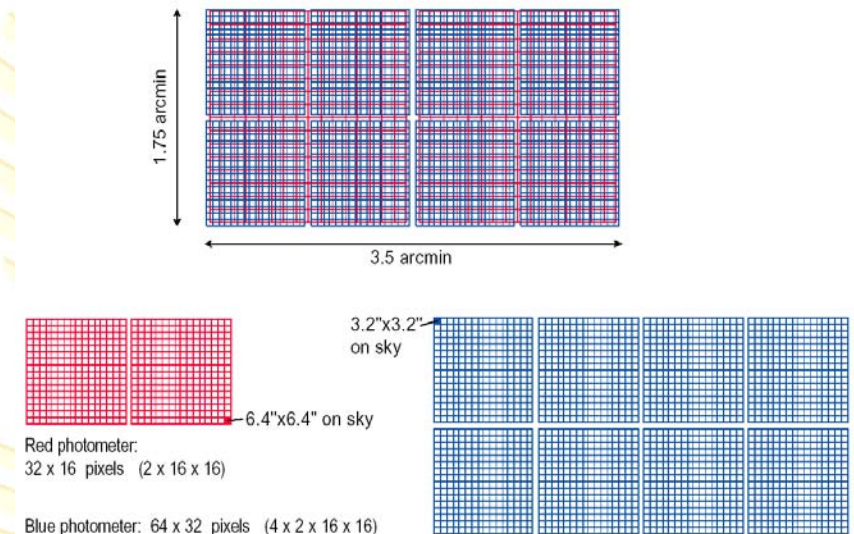 1.75 arcmin
3.5 arcmin
3.2"x3.2"
on sky
6.4"x6.4" on sky
Red photometer:
32 x 16 pixels (2 x 16 x 16)
Blue photometer: 64 x 32 pixels (4 x 2 x 16 x 16)